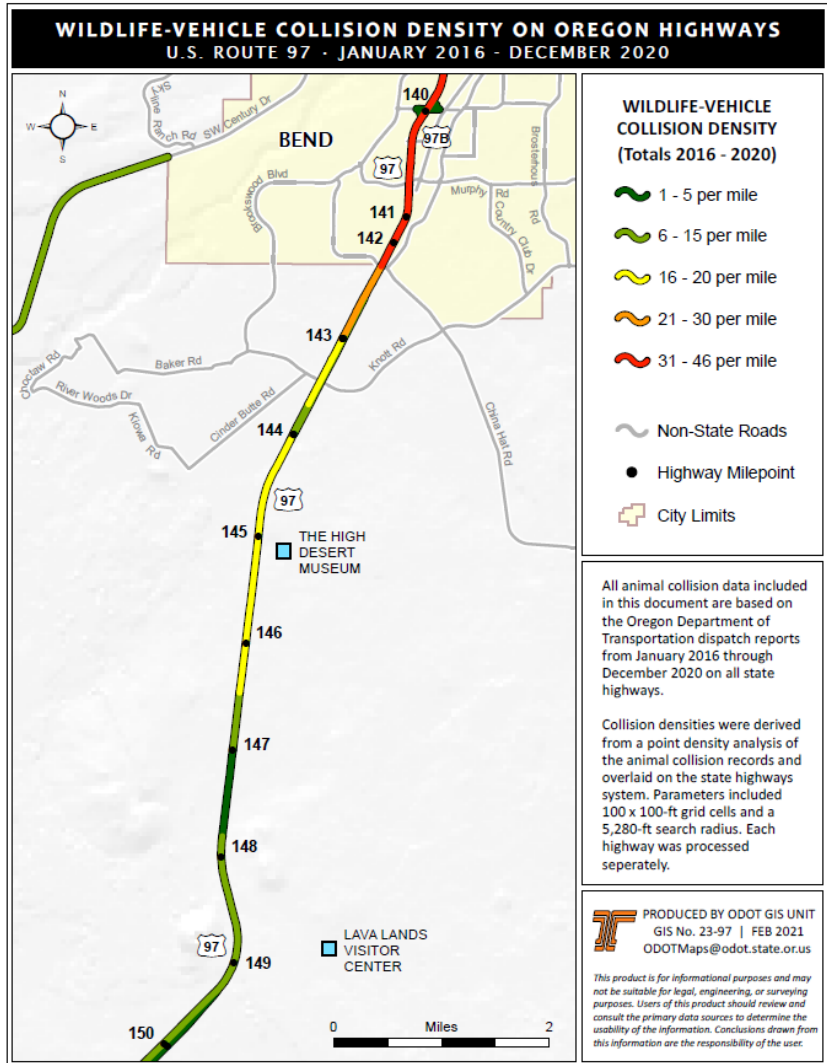 WILDLIFE-VEHICLE COLLISION DENSITY ON OREGON HIGHWAYS
U.S. ROUTE 97 · JANUARY 2016 - DECEMBER 2020
N
W
E
S
Skyline Ranch Rd
SW Century Dr
BEND
140
97B
97
Brookswood Blvd
Brosterhous Rd
Murphy Rd
Country Club Dr
141
142
143
Choctaw Rd
Baker Rd
River Woods Dr
Kiowa Rd
Cinder Butte Rd
Knott Rd
China Hat Rd
144
97
145
THE HIGH
DESERT
MUSEUM
146
147
148
97
149
LAVA LANDS
VISITOR
CENTER
150
0 Miles 2
WILDLIFE-VEHICLE
COLLISION DENSITY
(Totals 2016 - 2020)
1 - 5 per mile
6 - 15 per mile
16 - 20 per mile
21 - 30 per mile
31 - 46 per mile
Non-State Roads
Highway Milepoint
City Limits
All animal collision data included
in this document are based on
the Oregon Department of
Transportation dispatch reports
from January 2016 through
December 2020 on all state
highways.
Collision densities were derived
from a point density analysis of
the animal collision records and
overlaid on the state highways
system. Parameters included
100 x 100-ft grid cells and a
5,280-ft search radius. Each
highway was processed
seperately.
PRODUCED BY ODOT GIS UNIT
GIS No. 23-97 | FEB 2021
ODOTMaps@odot.state.or.us
This product is for informational purposes and may
not be suitable for legal, engineering, or surveying
purposes. Users of this product should review and
consult the primary data sources to determine the
usability of the information. Conclusions drawn from
this information are the responsibility of the user.